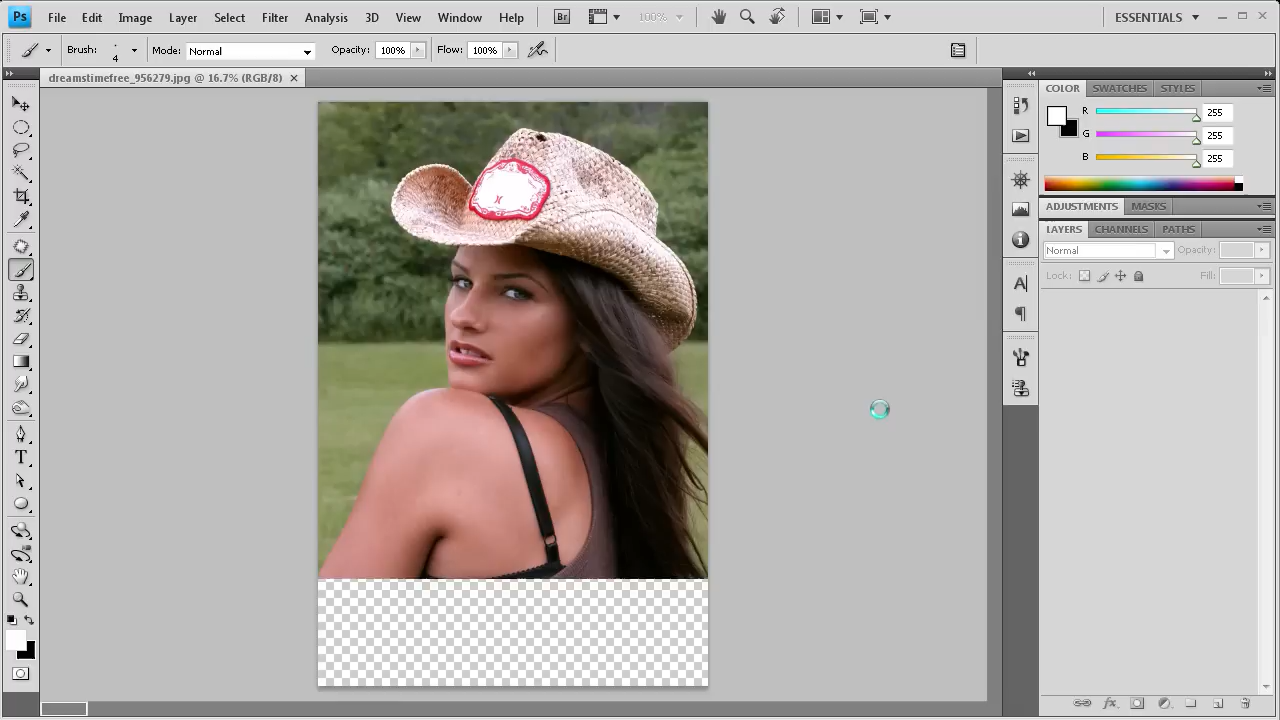 Ps File Edit Image Layer Select Filter Analysis 3D View Window Help Br 100% ESSENTIALS
Brush: 4 Mode: Normal Opacity: 100% Flow: 100%
dreamstimefree_956279.jpg @ 16.7% (RGB/8) ×
COLOR SWATCHES STYLES
R 255
G 255
B 255
ADJUSTMENTS MASKS
LAYERS CHANNELS PATHS
Normal Opacity:
Lock: Fill:
A
T
fx